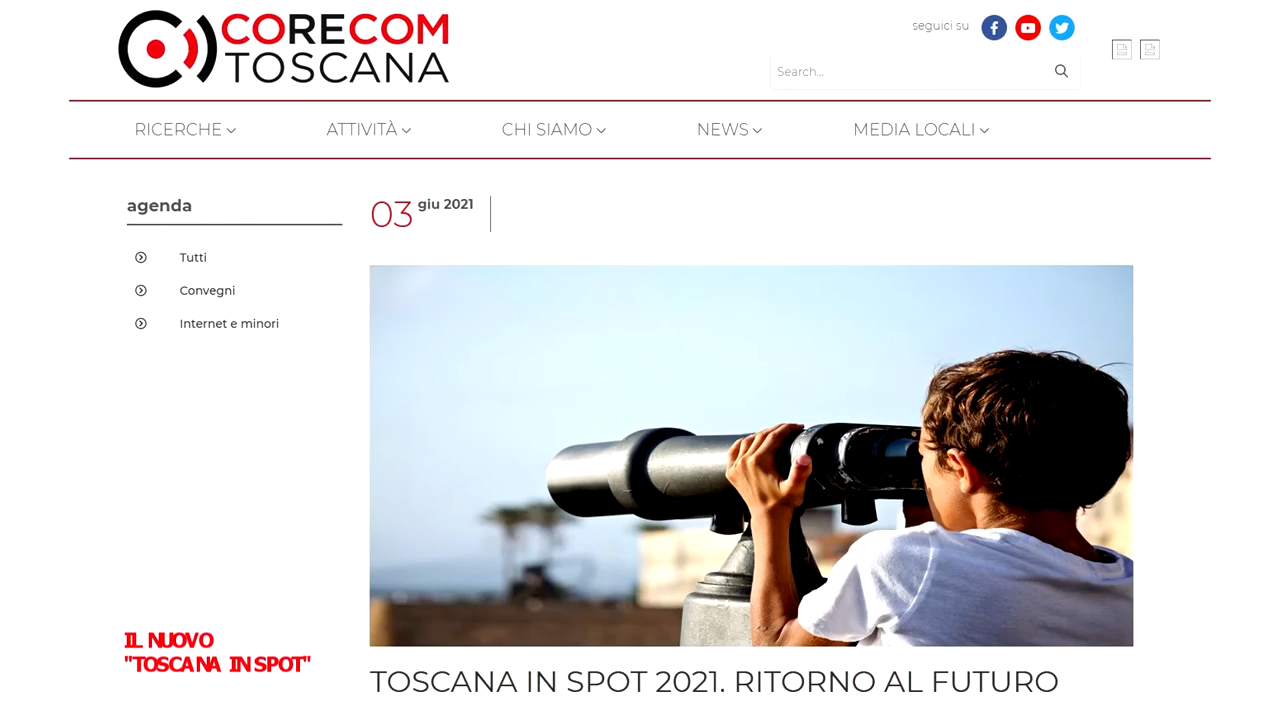 CORECOM
TOSCANA
seguici su
Search...
RICERCHE
ATTIVITÀ
CHI SIAMO
NEWS
MEDIA LOCALI
agenda
Tutti
Convegni
Internet e minori
03 giu 2021
IL NUOVO
"TOSCANA IN SPOT"
TOSCANA IN SPOT 2021. RITORNO AL FUTURO